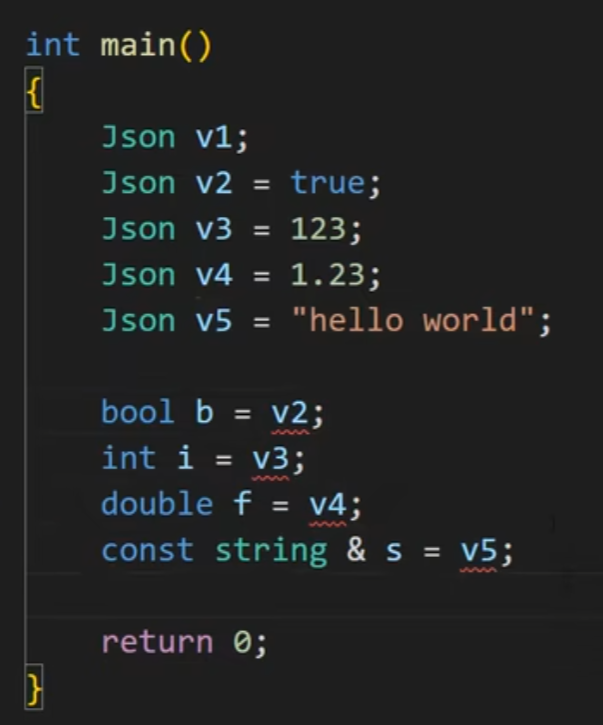 int main()
{
    Json v1;
    Json v2 = true;
    Json v3 = 123;
    Json v4 = 1.23;
    Json v5 = "hello world";
    bool b = v2;
    int i = v3;
    double f = v4;
    const string & s = v5;
    return 0;
}